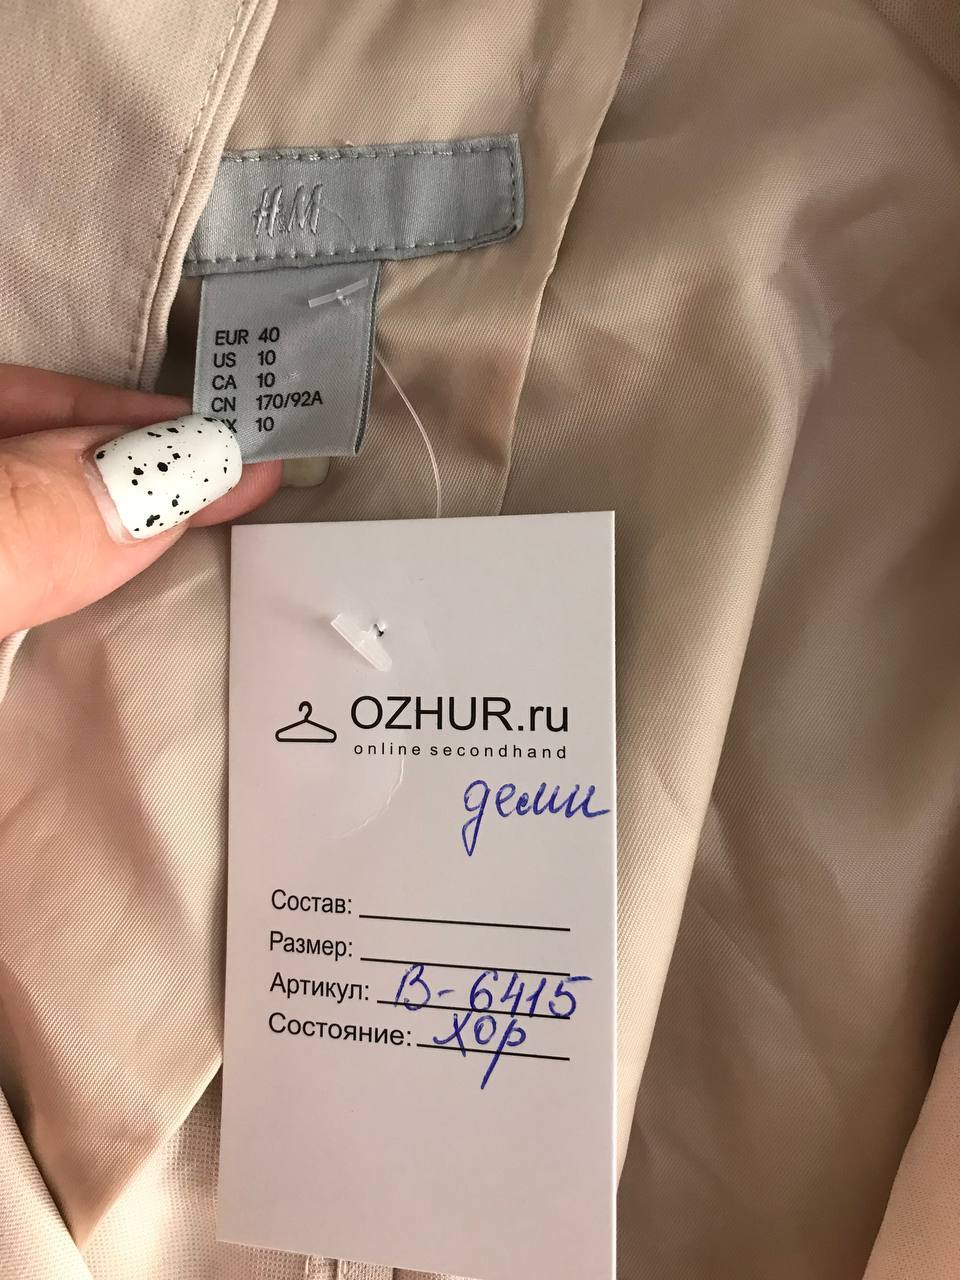 H&M
EUR 40
US 10
CA 10
CN 170/92A
X 10
OZHUR.ru
online secondhand
деми
Состав:
Размер:
Артикул: В-6415
Состояние: хор